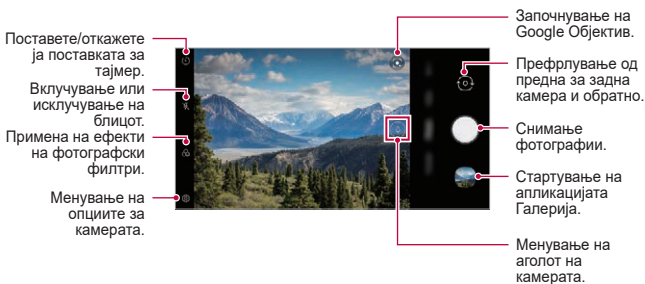 Поставете/откажете
ја поставката за
тајмер.
Вклучување или
исклучување на
блицот.
Примена на ефекти
на фотографски
филтри.
Менување на
опциите за
камерата.
Започнување на
Google Објектив.
Префрлување од
предна за задна
камера и обратно.
Снимање
фотографии.
Стартување на
апликацијата
Галерија.
Менување на
аголот на
камерата.